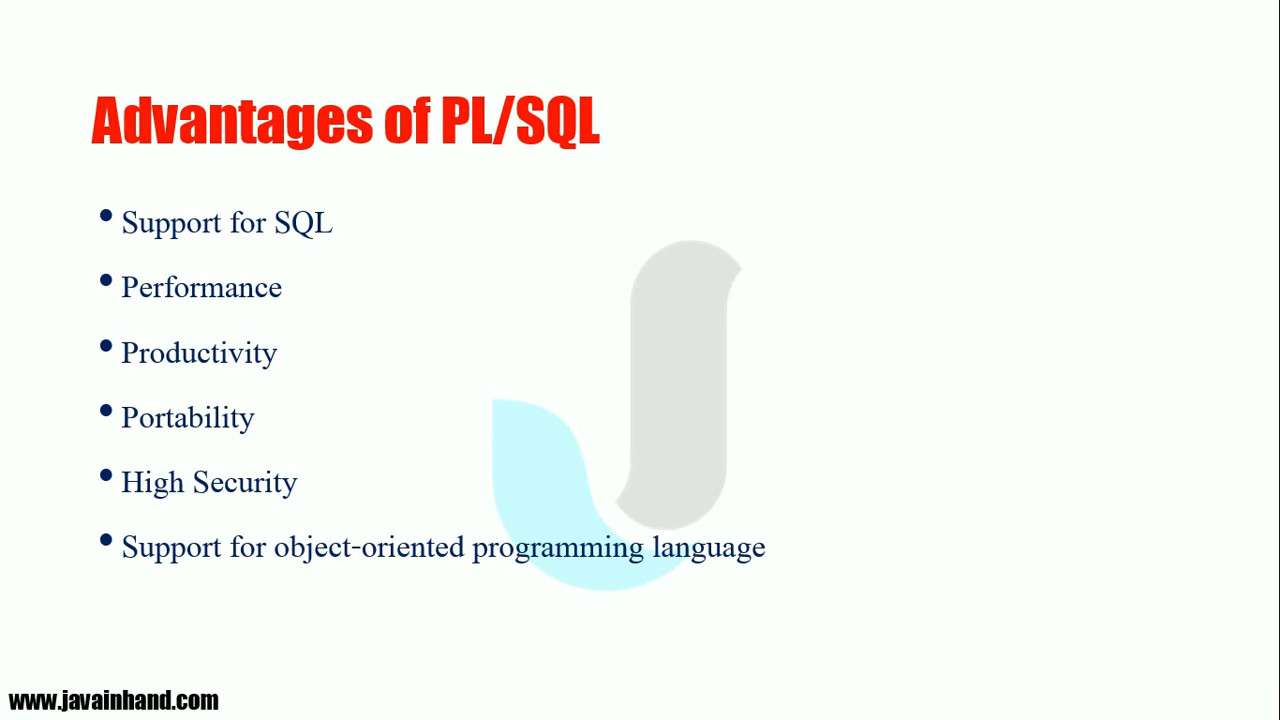 Advantages of PL/SQL
• Support for SQL
• Performance
• Productivity
• Portability
• High Security
• Support for object-oriented programming language
www.javainhand.com